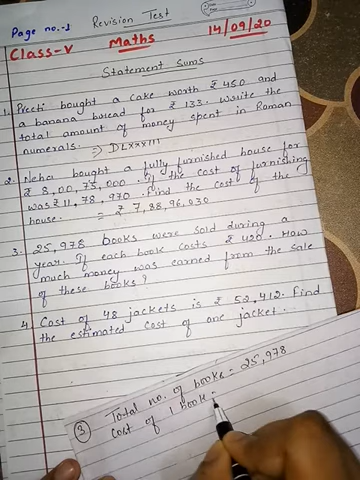 Page no.-1 Revision Test
Class-V Maths 14/09/20
Statement Sums
1. Preeti bought a cake worth ₹ 450 and
a banana bread for ₹ 133. Write the
total amount of money spent in Roman
numerals. ⇒ DLXXXIII
2. Neha bought a fully furnished house for
₹ 8,00,75,000. If the cost of furnishing
was ₹ 11,78,970. Find the cost of the
house. = ₹ 7,88,96,030
3. 25,978 books were sold during a
year. If each book costs ₹ 420. How
much money was earned from the sale
of these books?
4. Cost of 48 jackets is ₹ 52,412. Find
the estimated cost of one jacket.
3 Total no. of books = 25,978
Cost of 1 book =